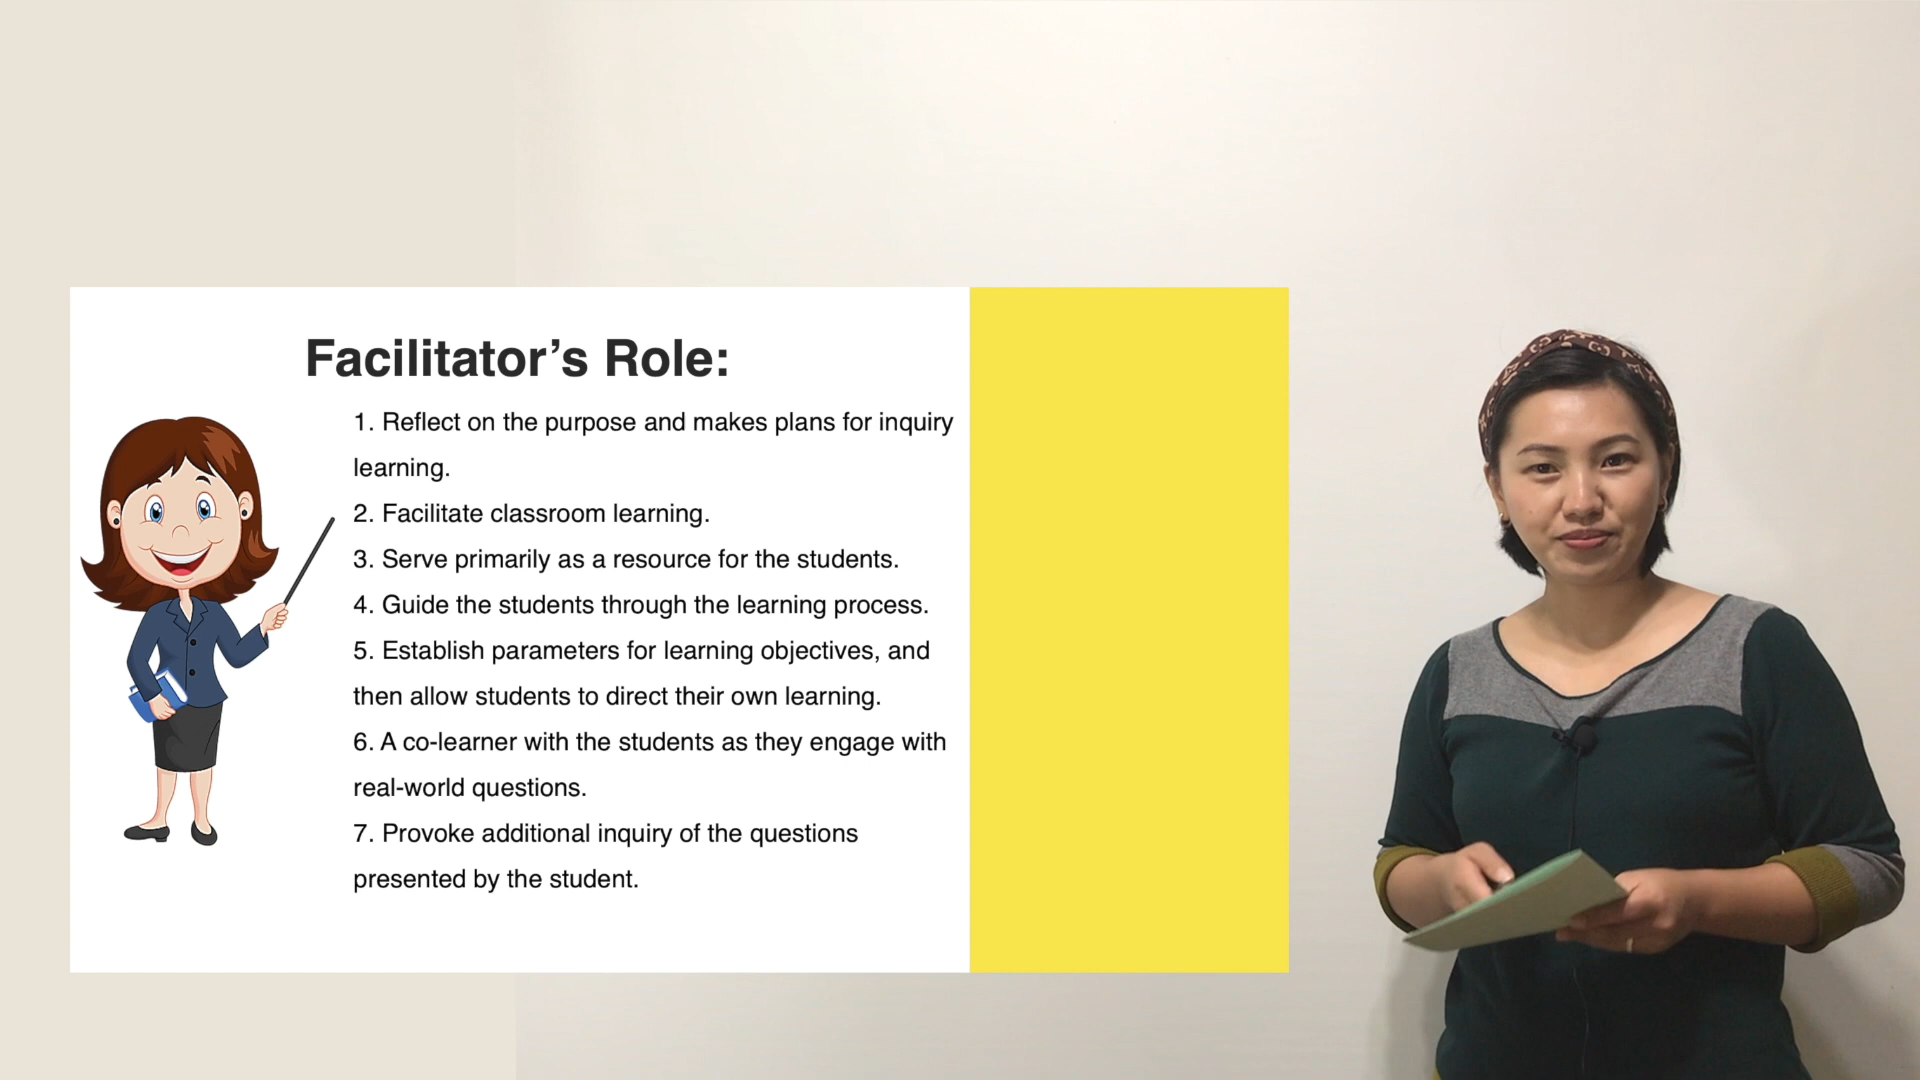 Facilitator’s Role:
1. Reflect on the purpose and makes plans for inquiry
learning.
2. Facilitate classroom learning.
3. Serve primarily as a resource for the students.
4. Guide the students through the learning process.
5. Establish parameters for learning objectives, and
then allow students to direct their own learning.
6. A co-learner with the students as they engage with
real-world questions.
7. Provoke additional inquiry of the questions
presented by the student.